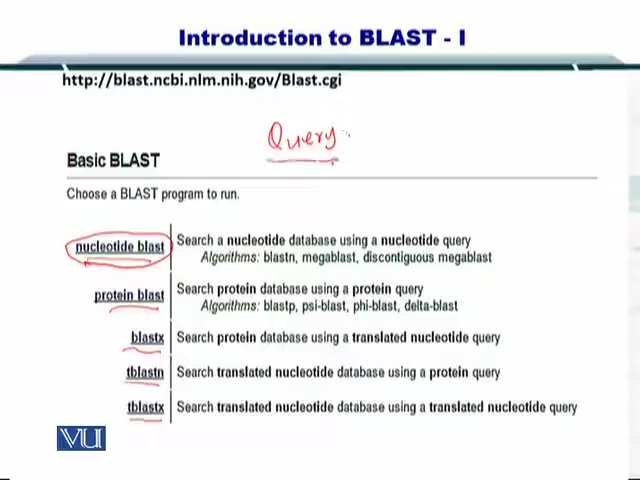 Introduction to BLAST - I
http://blast.ncbi.nlm.nih.gov/Blast.cgi
Query
Basic BLAST
Choose a BLAST program to run.
nucleotide blast Search a nucleotide database using a nucleotide query
Algorithms: blastn, megablast, discontiguous megablast
protein blast Search protein database using a protein query
Algorithms: blastp, psi-blast, phi-blast, delta-blast
blastx Search protein database using a translated nucleotide query
tblastn Search translated nucleotide database using a protein query
tblastx Search translated nucleotide database using a translated nucleotide query
VU